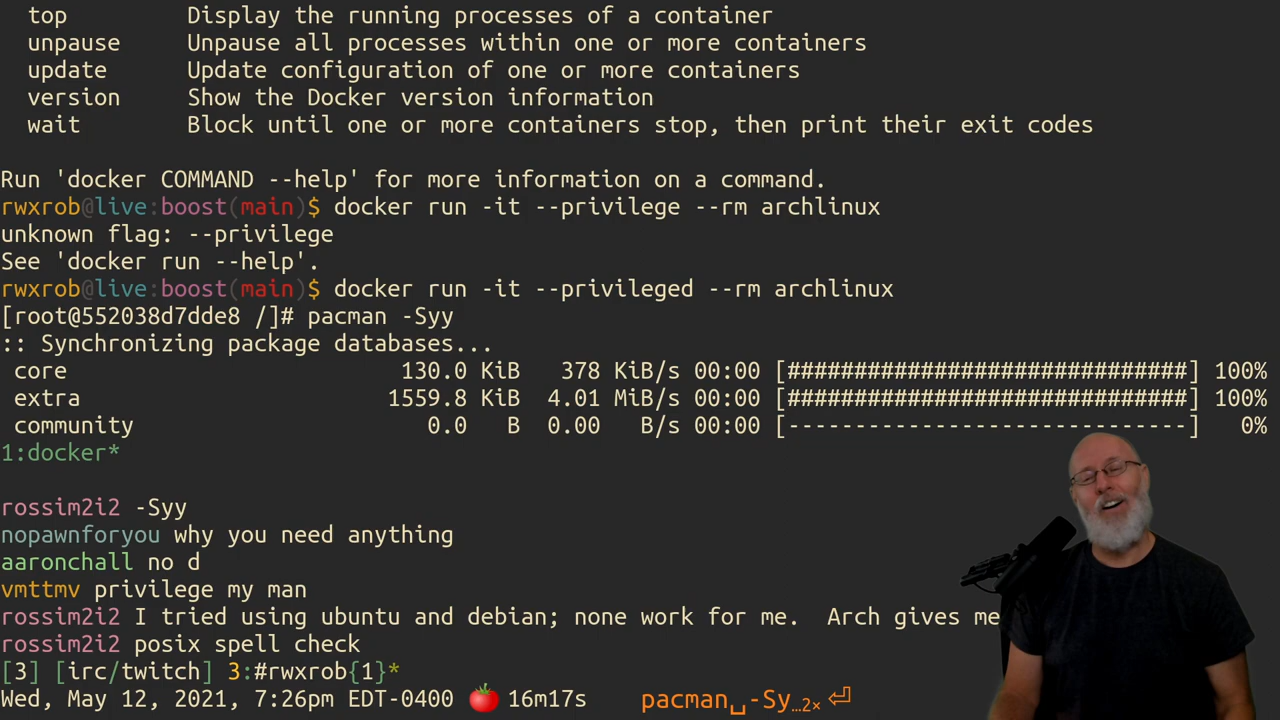 top Display the running processes of a container
unpause Unpause all processes within one or more containers
update Update configuration of one or more containers
version Show the Docker version information
wait Block until one or more containers stop, then print their exit codes
Run 'docker COMMAND --help' for more information on a command.
rwxrob@live:boost(main)$ docker run -it --privilege --rm archlinux
unknown flag: --privilege
See 'docker run --help'.
rwxrob@live:boost(main)$ docker run -it --privileged --rm archlinux
[root@552038d7dde8 /]# pacman -Syy
:: Synchronizing package databases...
core 130.0 KiB 378 KiB/s 00:00 [##############################] 100%
extra 1559.8 KiB 4.01 MiB/s 00:00 [##############################] 100%
community 0.0 B 0.00 B/s 00:00 [------------------------------] 0%
1:docker*
rossim2i2 -Syy
nopawnforyou why you need anything
aaronchall no d
vmttmv privilege my man
rossim2i2 I tried using ubuntu and debian; none work for me. Arch gives me
rossim2i2 posix spell check
[3] [irc/twitch] 3:#rwxrob{1}*
Wed, May 12, 2021, 7:26pm EDT-0400 🍅 16m17s pacman␣-Sy…2×⏎